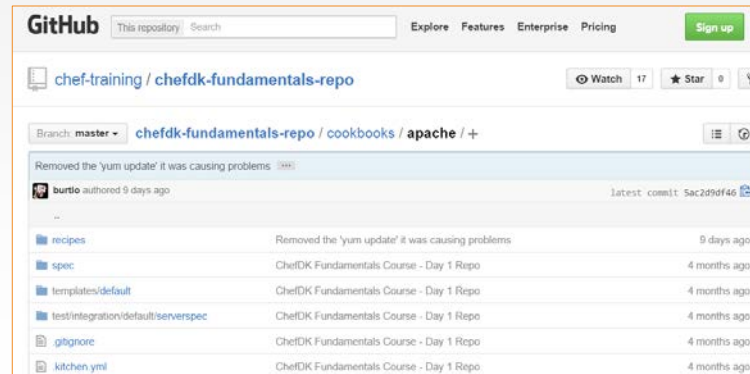 GitHub This repository Search Explore Features Enterprise Pricing Sign up
chef-training / chefdk-fundamentals-repo Watch 17 Star 0
Branch: master chefdk-fundamentals-repo / cookbooks / apache / +
Removed the 'yum update' it was causing problems
burtlo authored 9 days ago latest commit 5ac2d9df46
..
recipes Removed the 'yum update' it was causing problems 9 days ago
spec ChefDK Fundamentals Course - Day 1 Repo 4 months ago
templates/default ChefDK Fundamentals Course - Day 1 Repo 4 months ago
test/integration/default/serverspec ChefDK Fundamentals Course - Day 1 Repo 4 months ago
.gitignore ChefDK Fundamentals Course - Day 1 Repo 4 months ago
.kitchen.yml ChefDK Fundamentals Course - Day 1 Repo 4 months ago